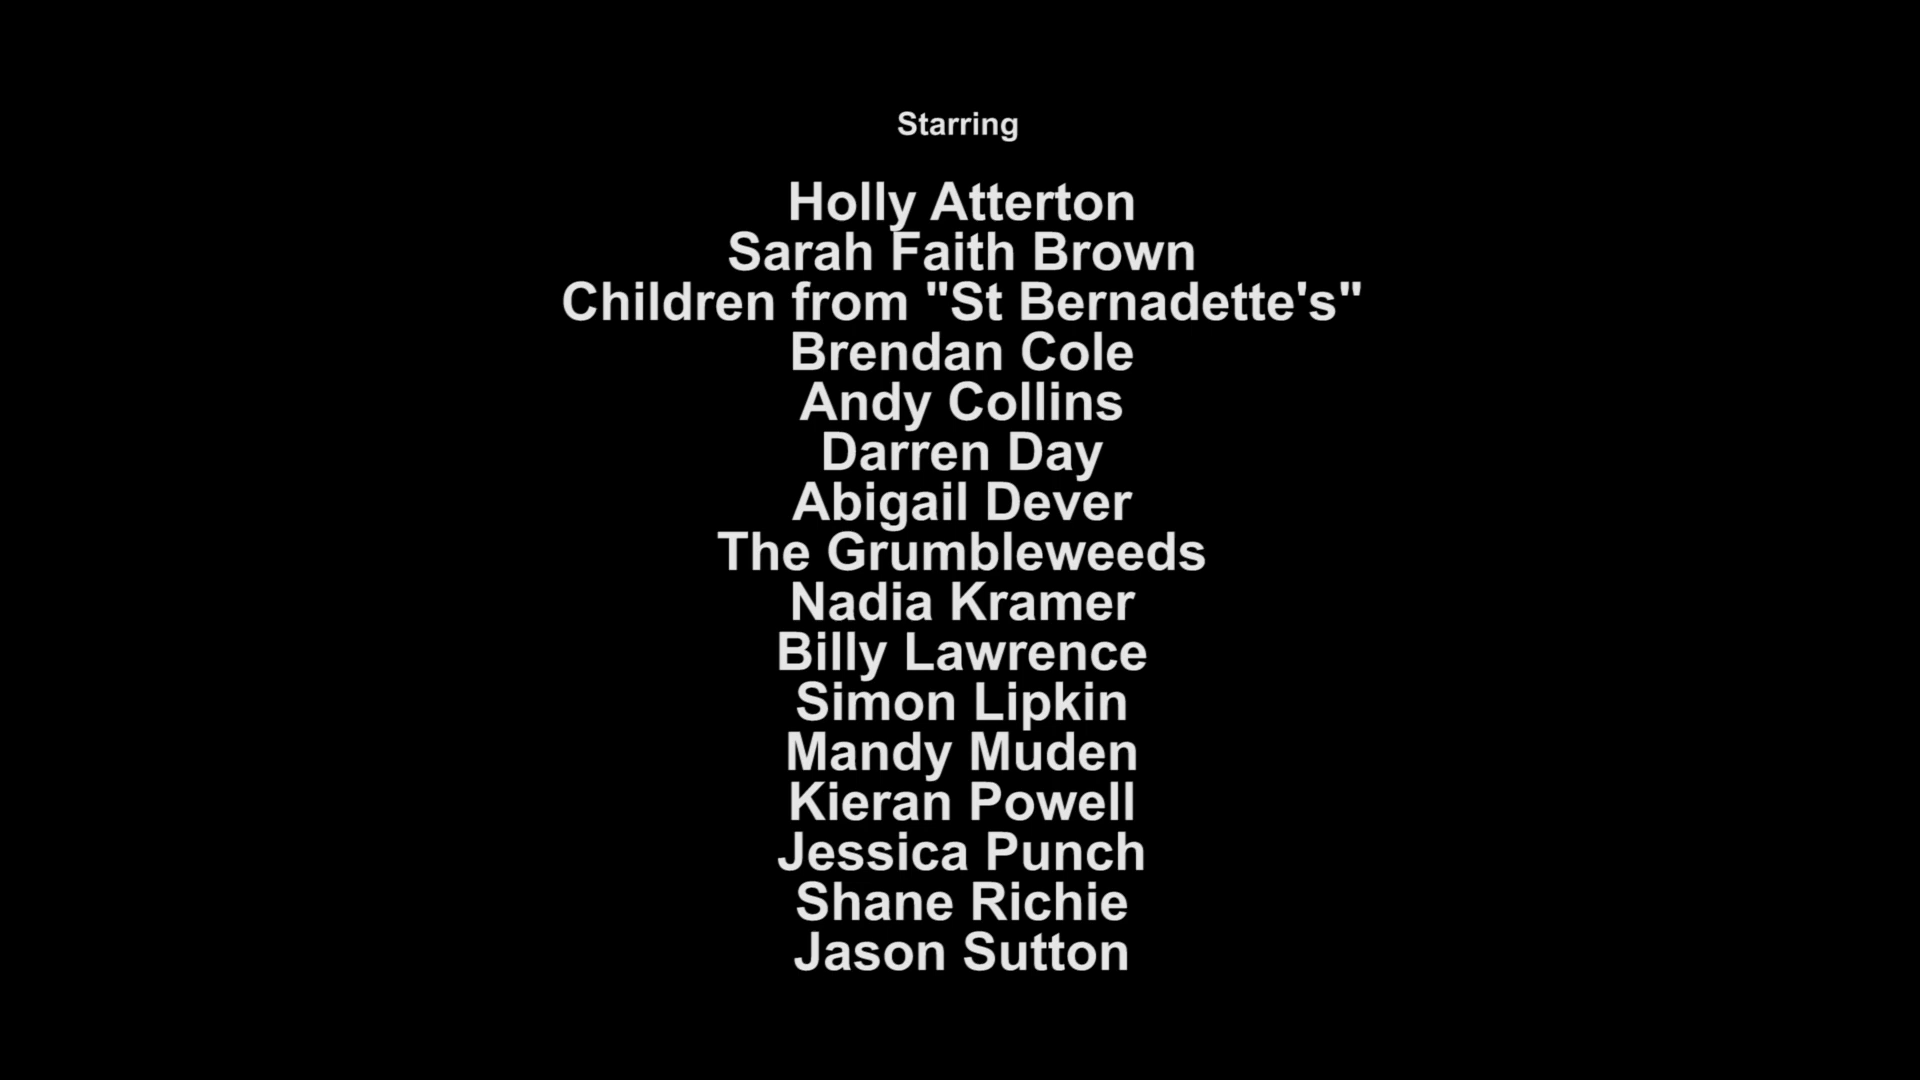 Starring
Holly Atterton
Sarah Faith Brown
Children from "St Bernadette's"
Brendan Cole
Andy Collins
Darren Day
Abigail Dever
The Grumbleweeds
Nadia Kramer
Billy Lawrence
Simon Lipkin
Mandy Muden
Kieran Powell
Jessica Punch
Shane Richie
Jason Sutton